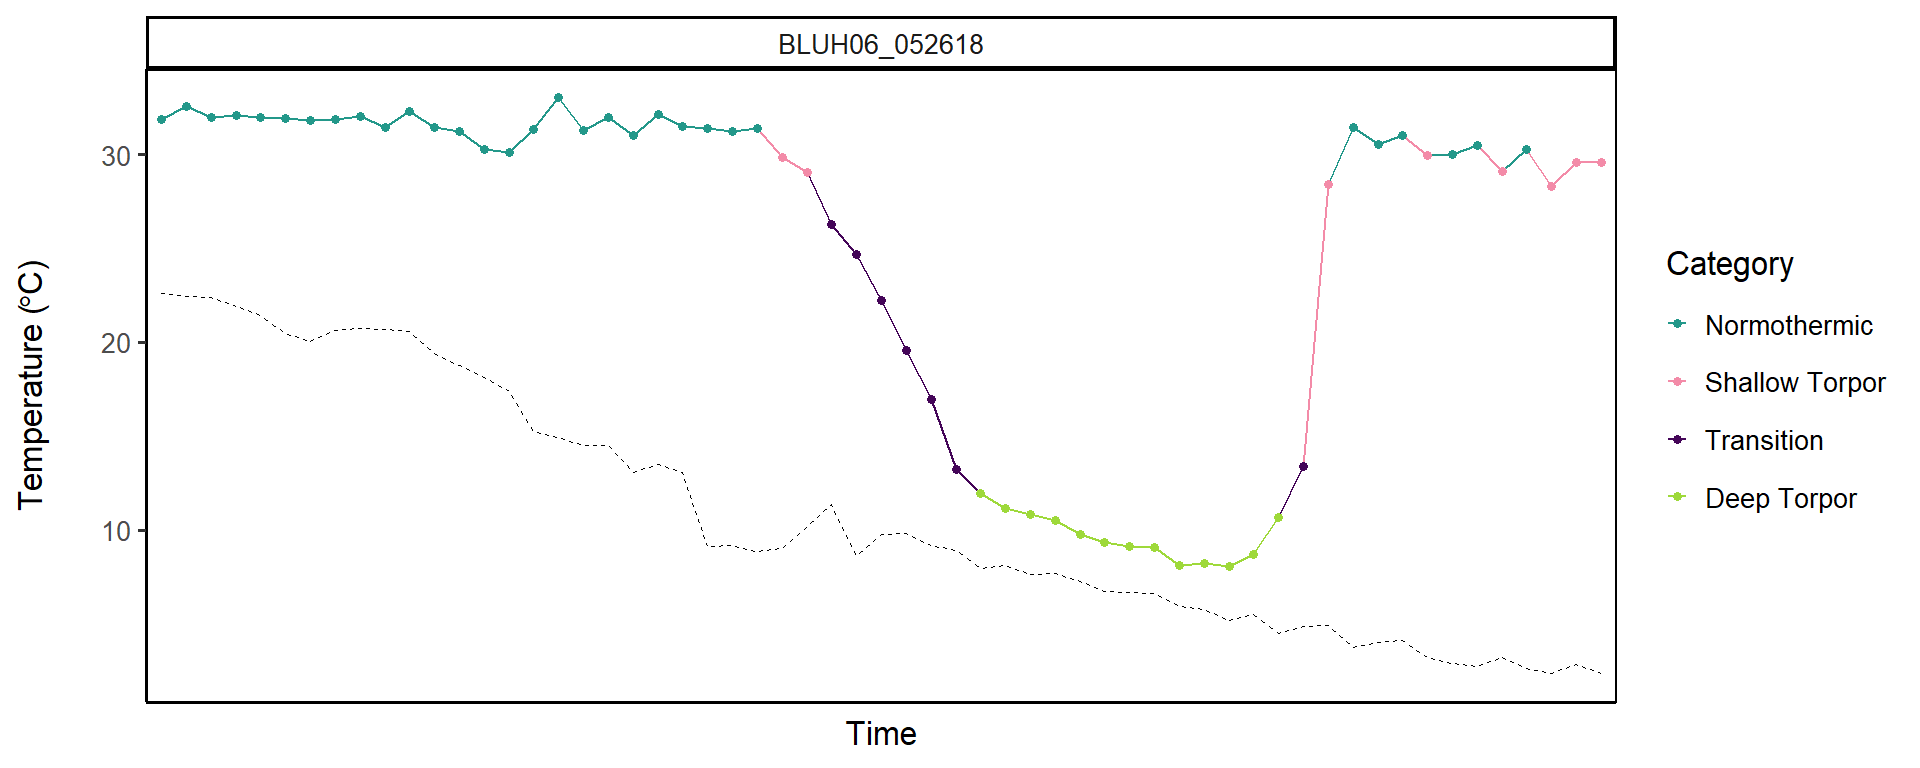 BLUH06_052618
30
20
10
Temperature (°C)
Time
Category
Normothermic
Shallow Torpor
Transition
Deep Torpor